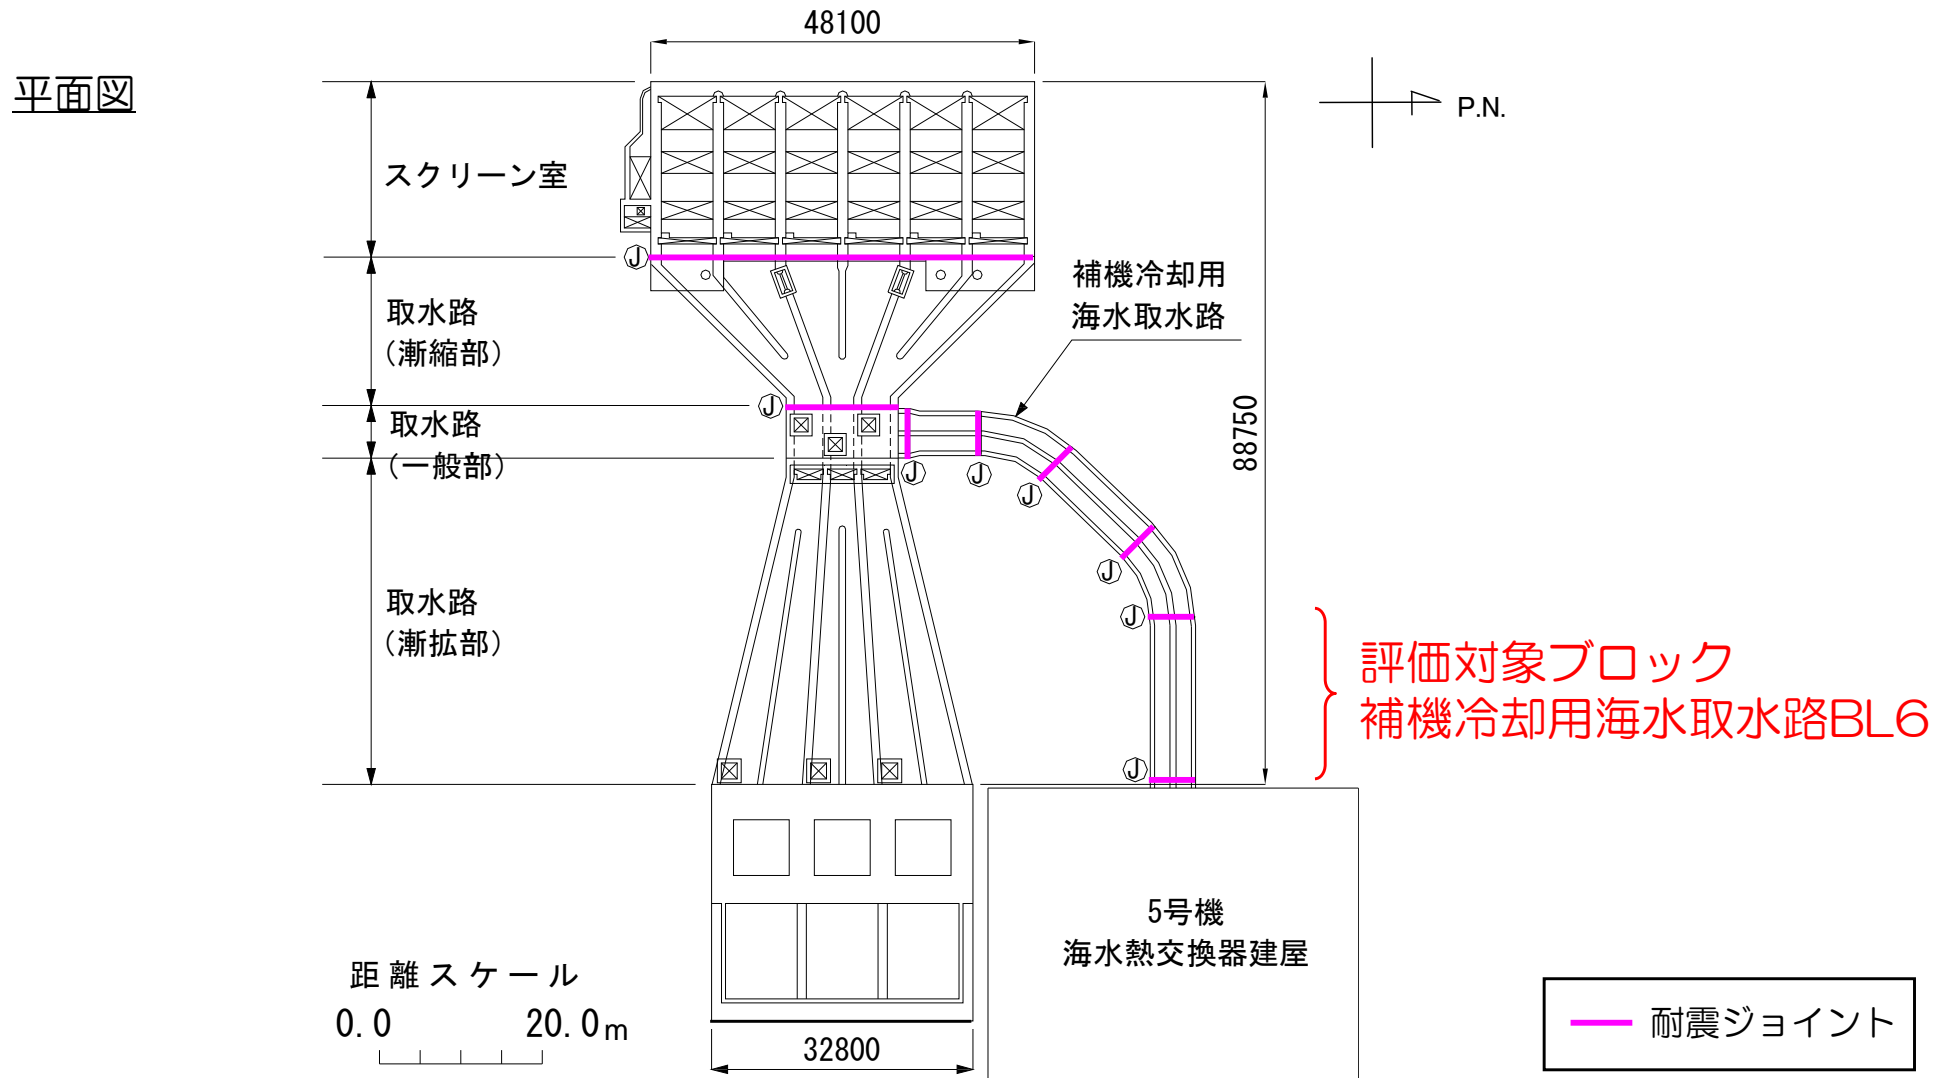 平面図
48100
P.N.
スクリーン室
J
取水路
(漸縮部)
補機冷却用
海水取水路
J
取水路
(一般部)
88750
J
J
J
J
取水路
(漸拡部)
J
評価対象ブロック
補機冷却用海水取水路BL6
J
5号機
海水熱交換器建屋
距離スケール
0.0 20.0m
32800
耐震ジョイント